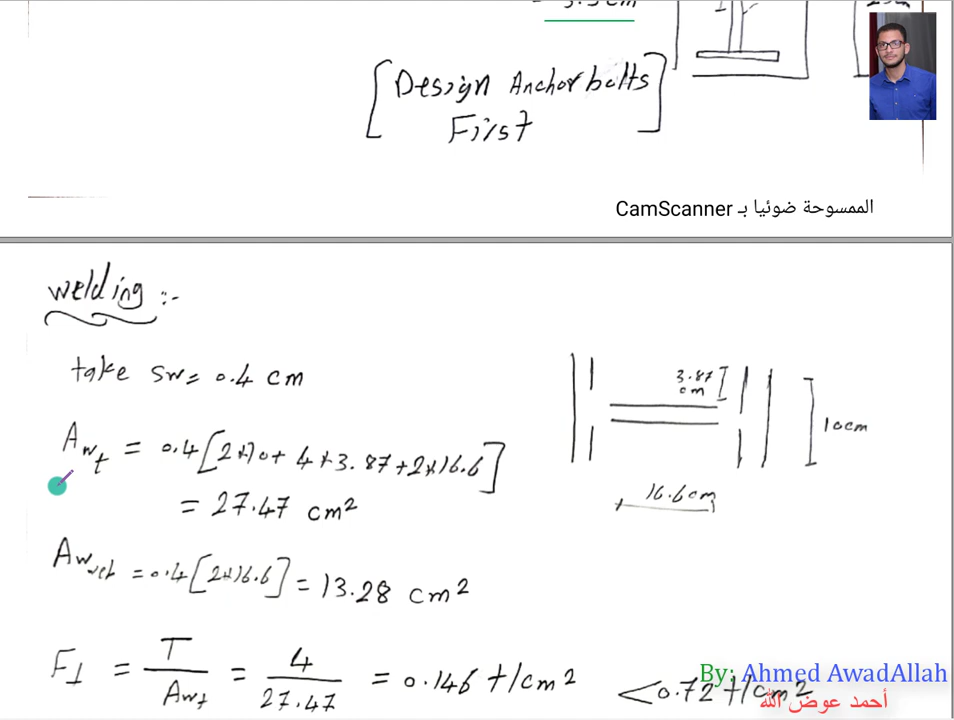 [Design Anchor bolts
First]
الممسوحة ضوئيا بـ CamScanner
welding :-
take sw = 0.4 cm
3.87
cm
10cm
Awt = 0.4[2*10+ 4*3.87+2*16.6]
16.6cm
= 27.47 cm2
= 0.4[2*16.6] = 13.28 cm2
F⊥ = T / Awt = 4 / 27.47 = 0.146 t/cm2 <0.72 t/cm2
By: Ahmed AwadAllah
أحمد عوض الله